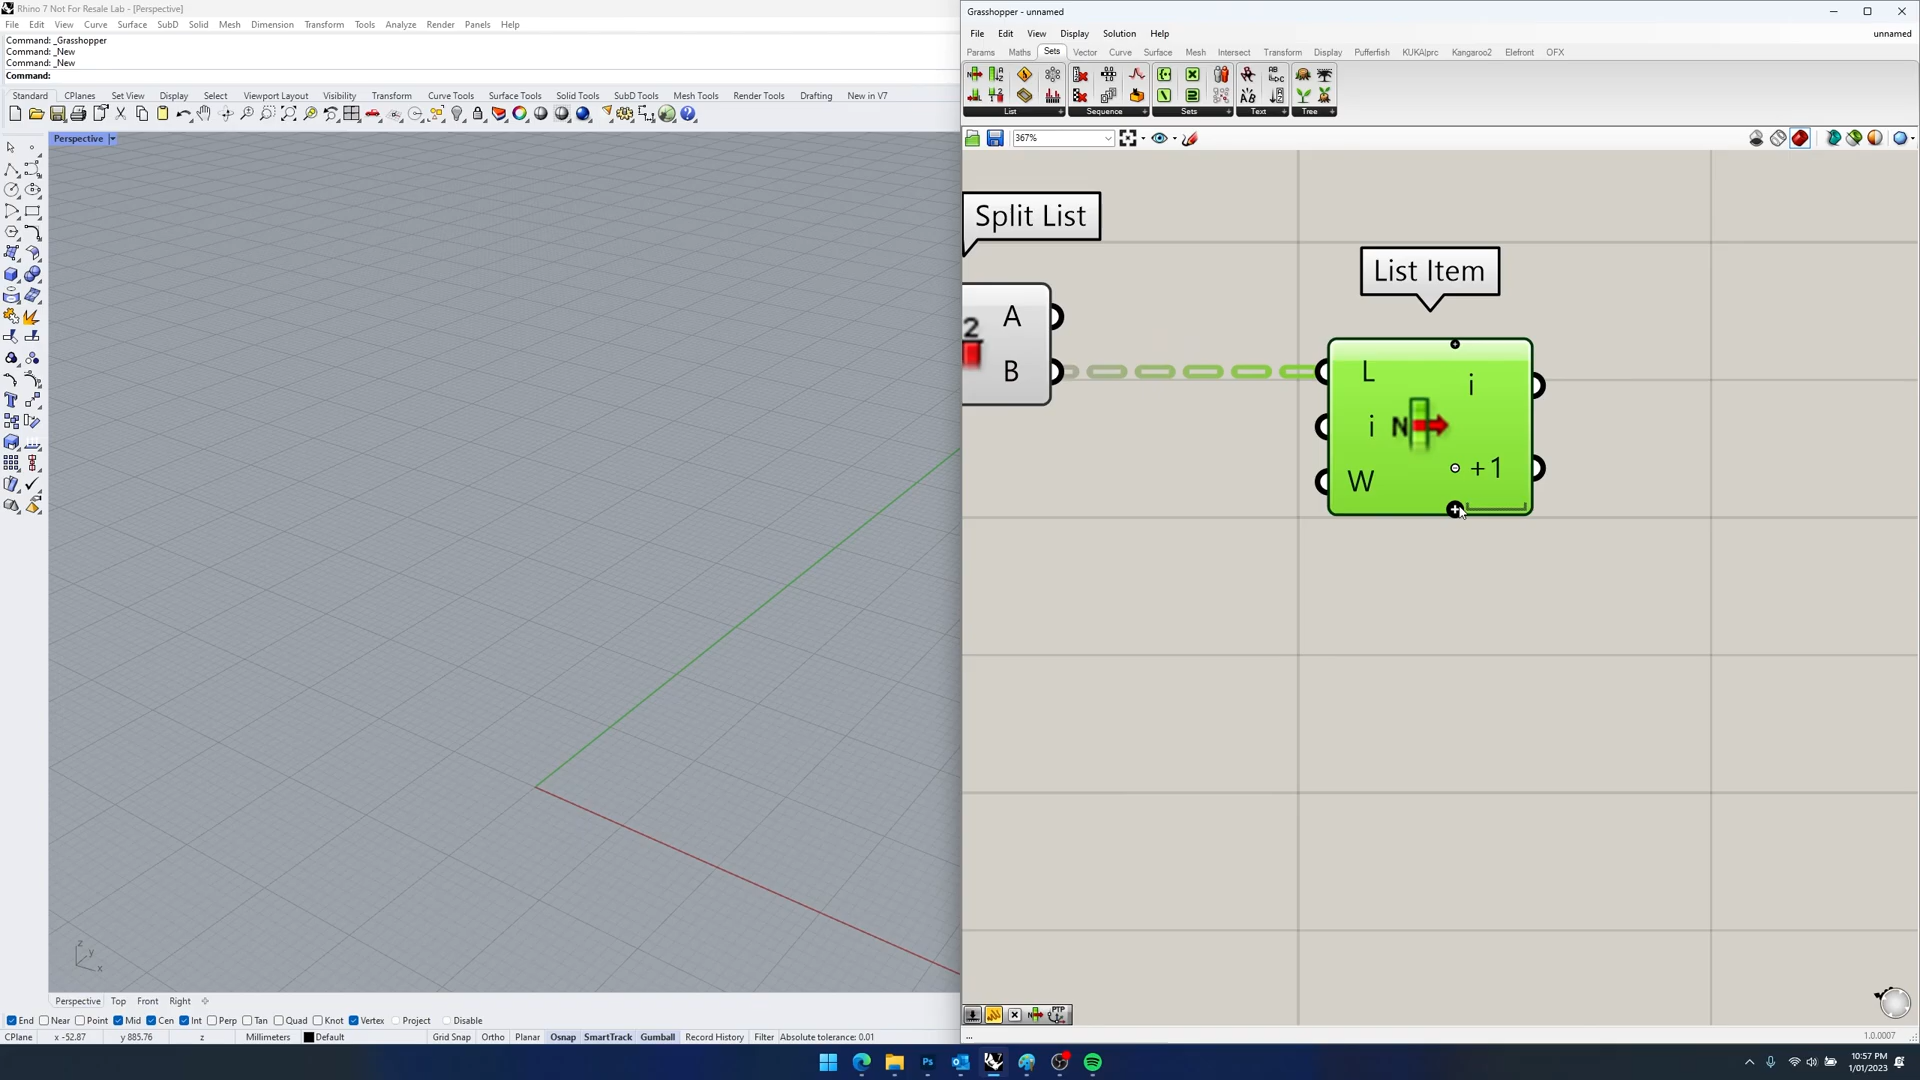 Rhino 7 Not For Resale Lab - [Perspective]
File Edit View Curve Surface SubD Solid Mesh Dimension Transform Tools Analyze Render Panels Help
Command: _Grasshopper
Command: _New
Command: _New
Command:
Standard CPlanes Set View Display Select Viewport Layout Visibility Transform Curve Tools Surface Tools Solid Tools SubD Tools Mesh Tools Render Tools Drafting New in V7
Perspective
z
y
x
Perspective Top Front Right
End Near Point Mid Cen Int Perp Tan Quad Knot Vertex Project Disable
CPlane x -52.87 y 885.76 z Millimeters Default Grid Snap Ortho Planar Osnap SmartTrack Gumball Record History Filter Absolute tolerance: 0.01
Grasshopper - unnamed
File Edit View Display Solution Help unnamed
Params Maths Sets Vector Curve Surface Mesh Intersect Transform Display Pufferfish KUKA|prc Kangaroo2 Elefront OFX
List Sequence Sets Text Tree
367%
Split List
List Item
2
A
B
L
i
W
N
i
+1
PTP
...
1.0.0007
Ps
10:57 PM
1/01/2023